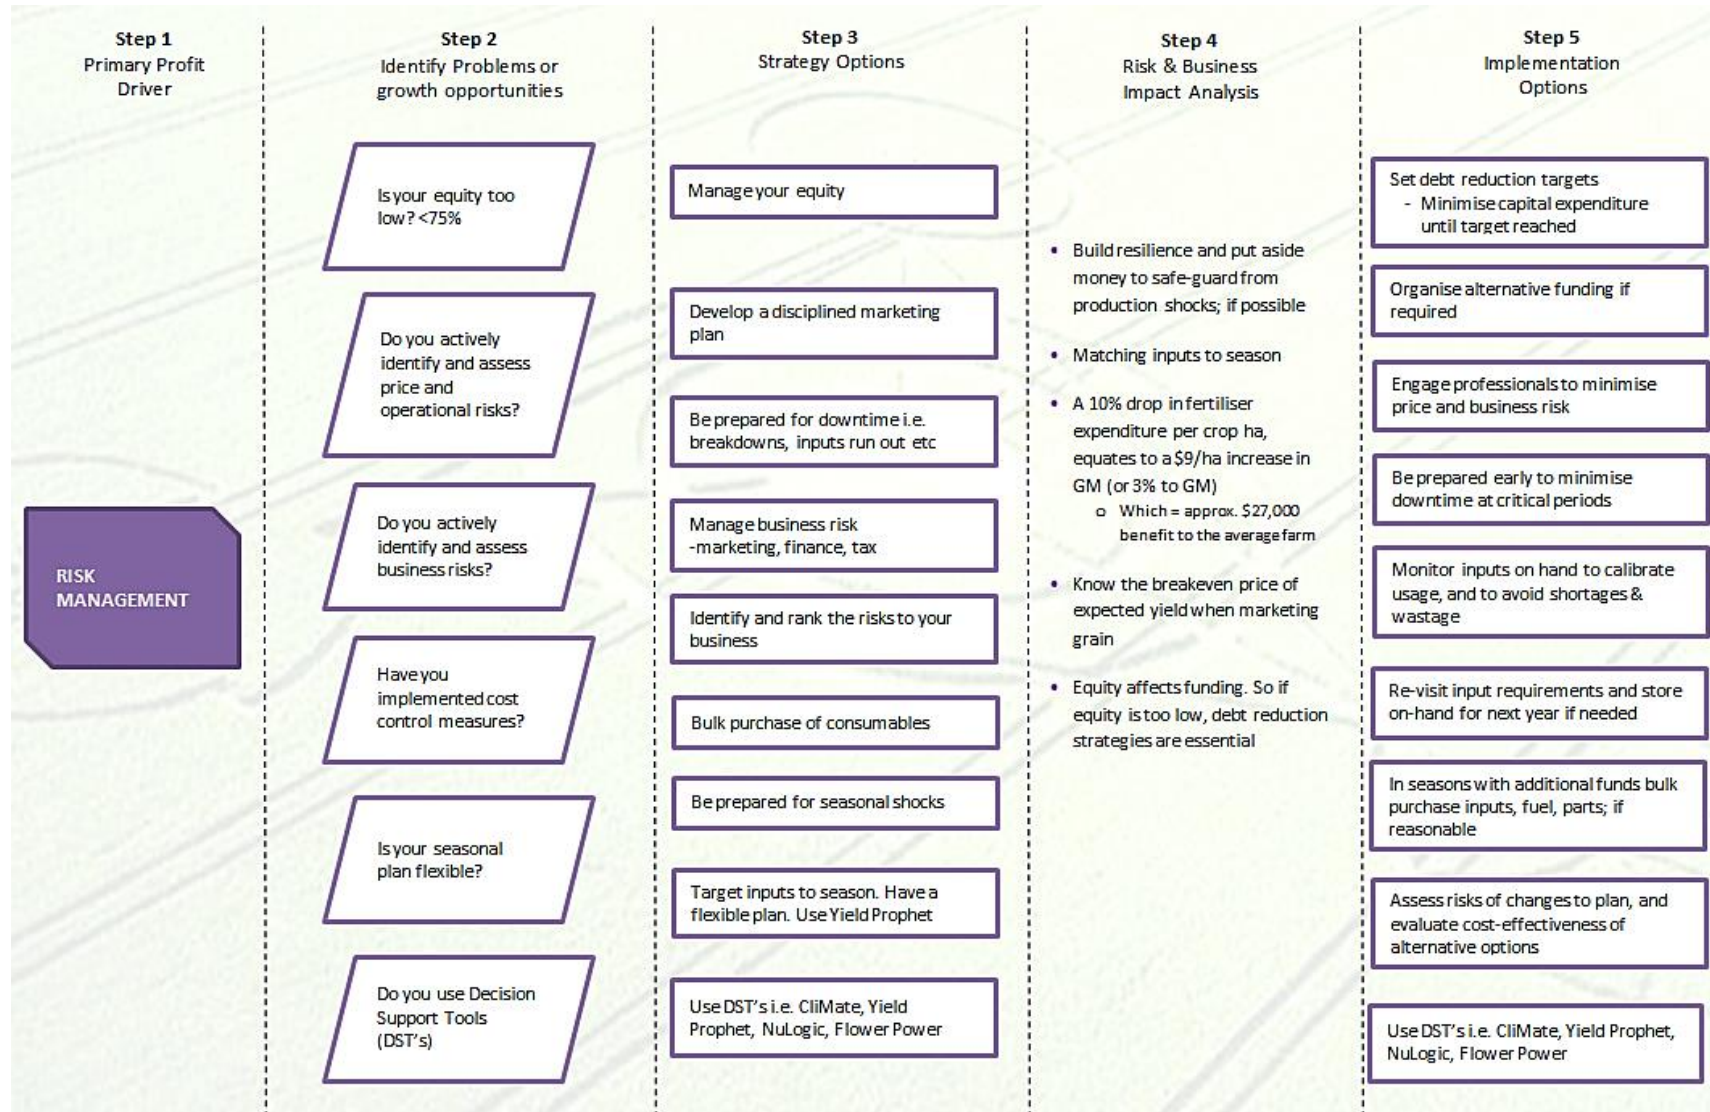 Step 1
Primary Profit
Driver
Step 2
Identify Problems or
growth opportunities
Step 3
Strategy Options
Step 4
Risk & Business
Impact Analysis
Step 5
Implementation
Options
RISK
MANAGEMENT
Is your equity too
low? <75%
Do you actively
identify and assess
price and
operational risks?
Do you actively
identify and assess
business risks?
Have you
implemented cost
control measures?
Is your seasonal
plan flexible?
Do you use Decision
Support Tools
(DST's)
Manage your equity
Develop a disciplined marketing
plan
Be prepared for downtime i.e.
breakdowns, inputs run out etc
Manage business risk
-marketing, finance, tax
Identify and rank the risks to your
business
Bulk purchase of consumables
Be prepared for seasonal shocks
Target inputs to season. Have a
flexible plan. Use Yield Prophet
Use DST's i.e. CliMate, Yield
Prophet, NuLogic, Flower Power
• Build resilience and put aside
money to safe-guard from
production shocks; if possible
• Matching inputs to season
• A 10% drop in fertiliser
expenditure per crop ha,
equates to a $9/ha increase in
GM (or 3% to GM)
o Which = approx. $27,000
benefit to the average farm
• Know the breakeven price of
expected yield when marketing
grain
• Equity affects funding. So if
equity is too low, debt reduction
strategies are essential
Set debt reduction targets
- Minimise capital expenditure
until target reached
Organise alternative funding if
required
Engage professionals to minimise
price and business risk
Be prepared early to minimise
downtime at critical periods
Monitor inputs on hand to calibrate
usage, and to avoid shortages &
wastage
Re-visit input requirements and store
on-hand for next year if needed
In seasons with additional funds bulk
purchase inputs, fuel, parts; if
reasonable
Assess risks of changes to plan, and
evaluate cost-effectiveness of
alternative options
Use DST's i.e. CliMate, Yield Prophet,
NuLogic, Flower Power